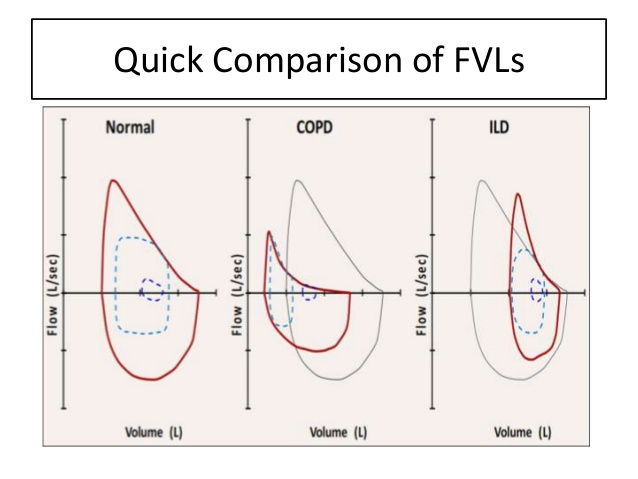 Quick Comparison of FVLs
Normal
COPD
ILD
Flow (L/sec)
Flow (L/sec)
Flow (L/sec)
Volume (L)
Volume (L)
Volume (L)